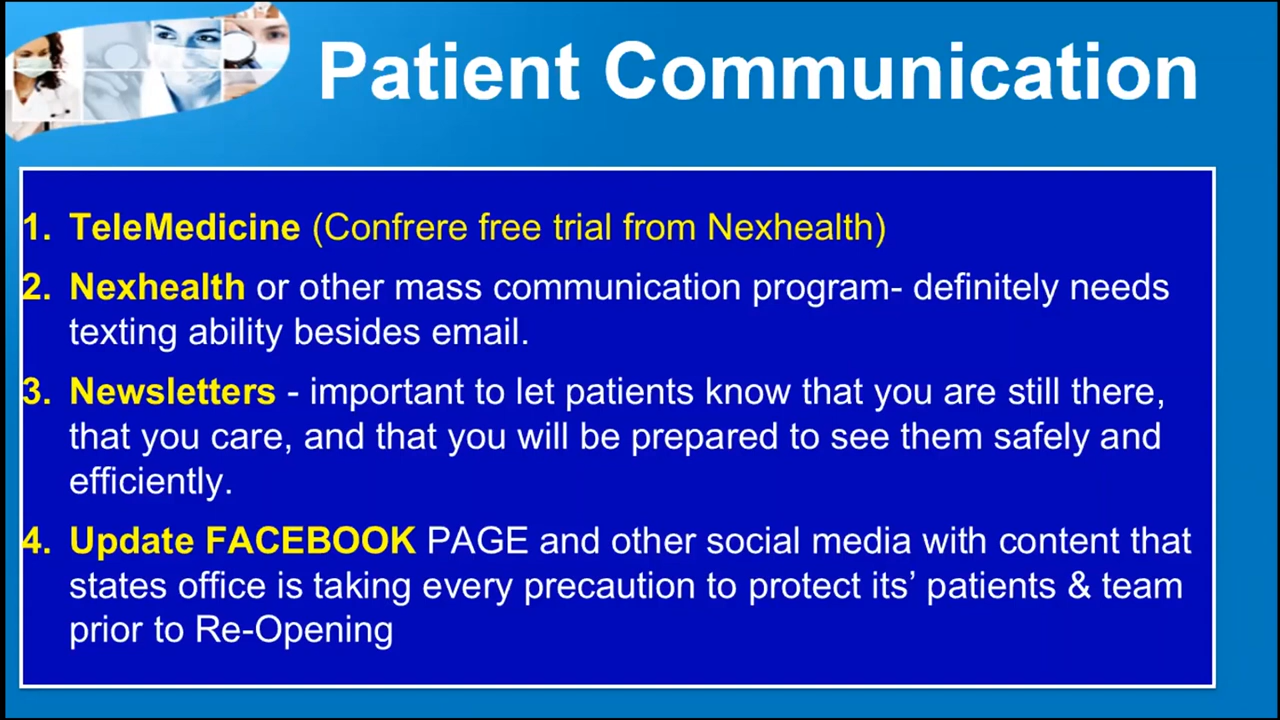 Patient Communication
1. TeleMedicine (Confrere free trial from Nexhealth)
2. Nexhealth or other mass communication program- definitely needs
texting ability besides email.
3. Newsletters - important to let patients know that you are still there,
that you care, and that you will be prepared to see them safely and
efficiently.
4. Update FACEBOOK PAGE and other social media with content that
states office is taking every precaution to protect its’ patients & team
prior to Re-Opening